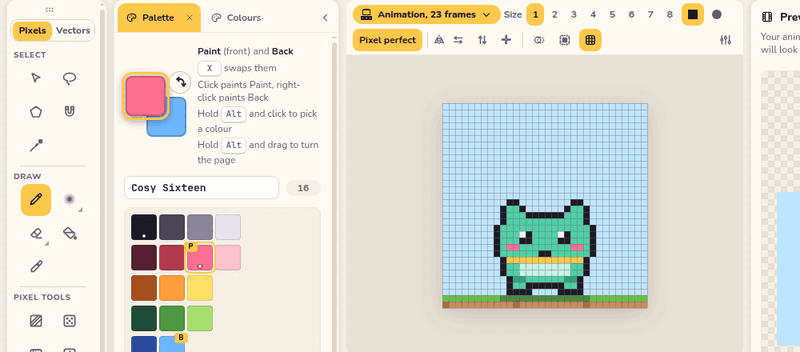 Pixels
Vectors
SELECT
DRAW
PIXEL TOOLS
Palette
Colours
Paint (front) and Back
X swaps them
Click paints Paint, right-
click paints Back
Hold Alt and click to pick
a colour
Hold Alt and drag to turn
the page
Cosy Sixteen
16
P
B
Animation, 23 frames
Size 1 2 3 4 5 6 7 8
Pixel perfect
Your anim
will look